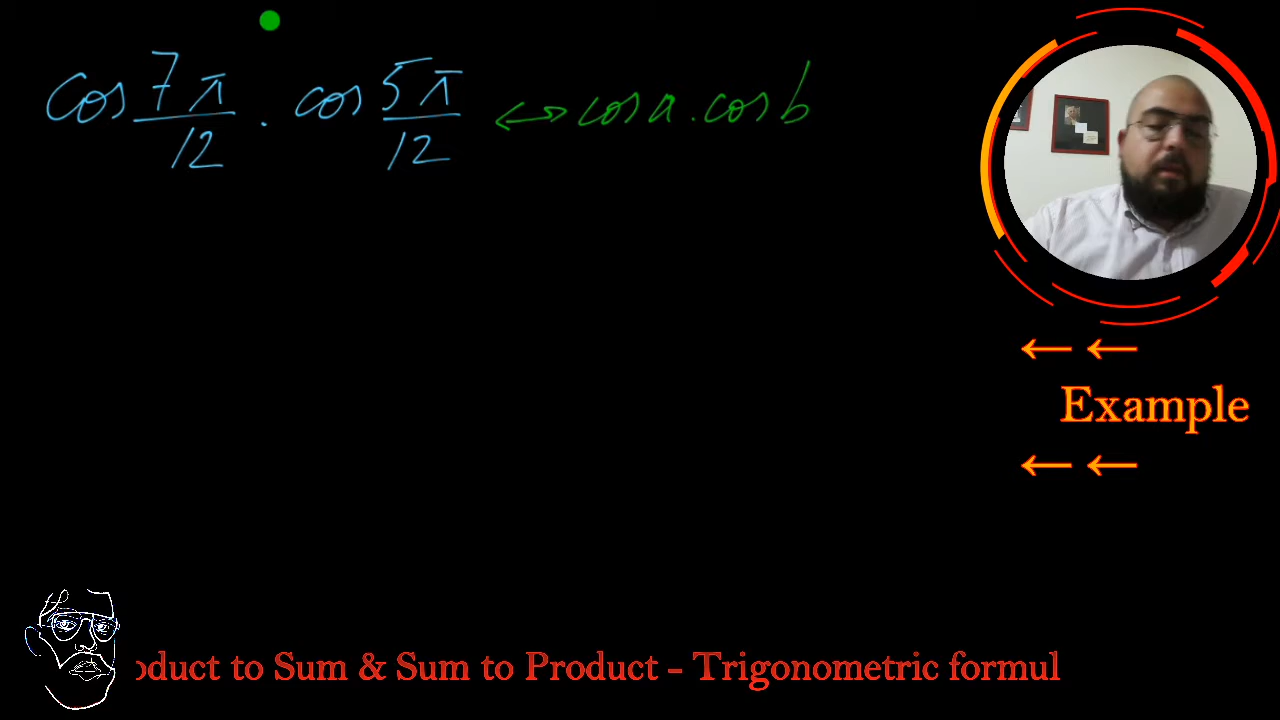 cos 7π/12 . cos 5π/12 ↔ cos a . cos b
← ←
Example
← ←
oduct to Sum & Sum to Product - Trigonometric formul